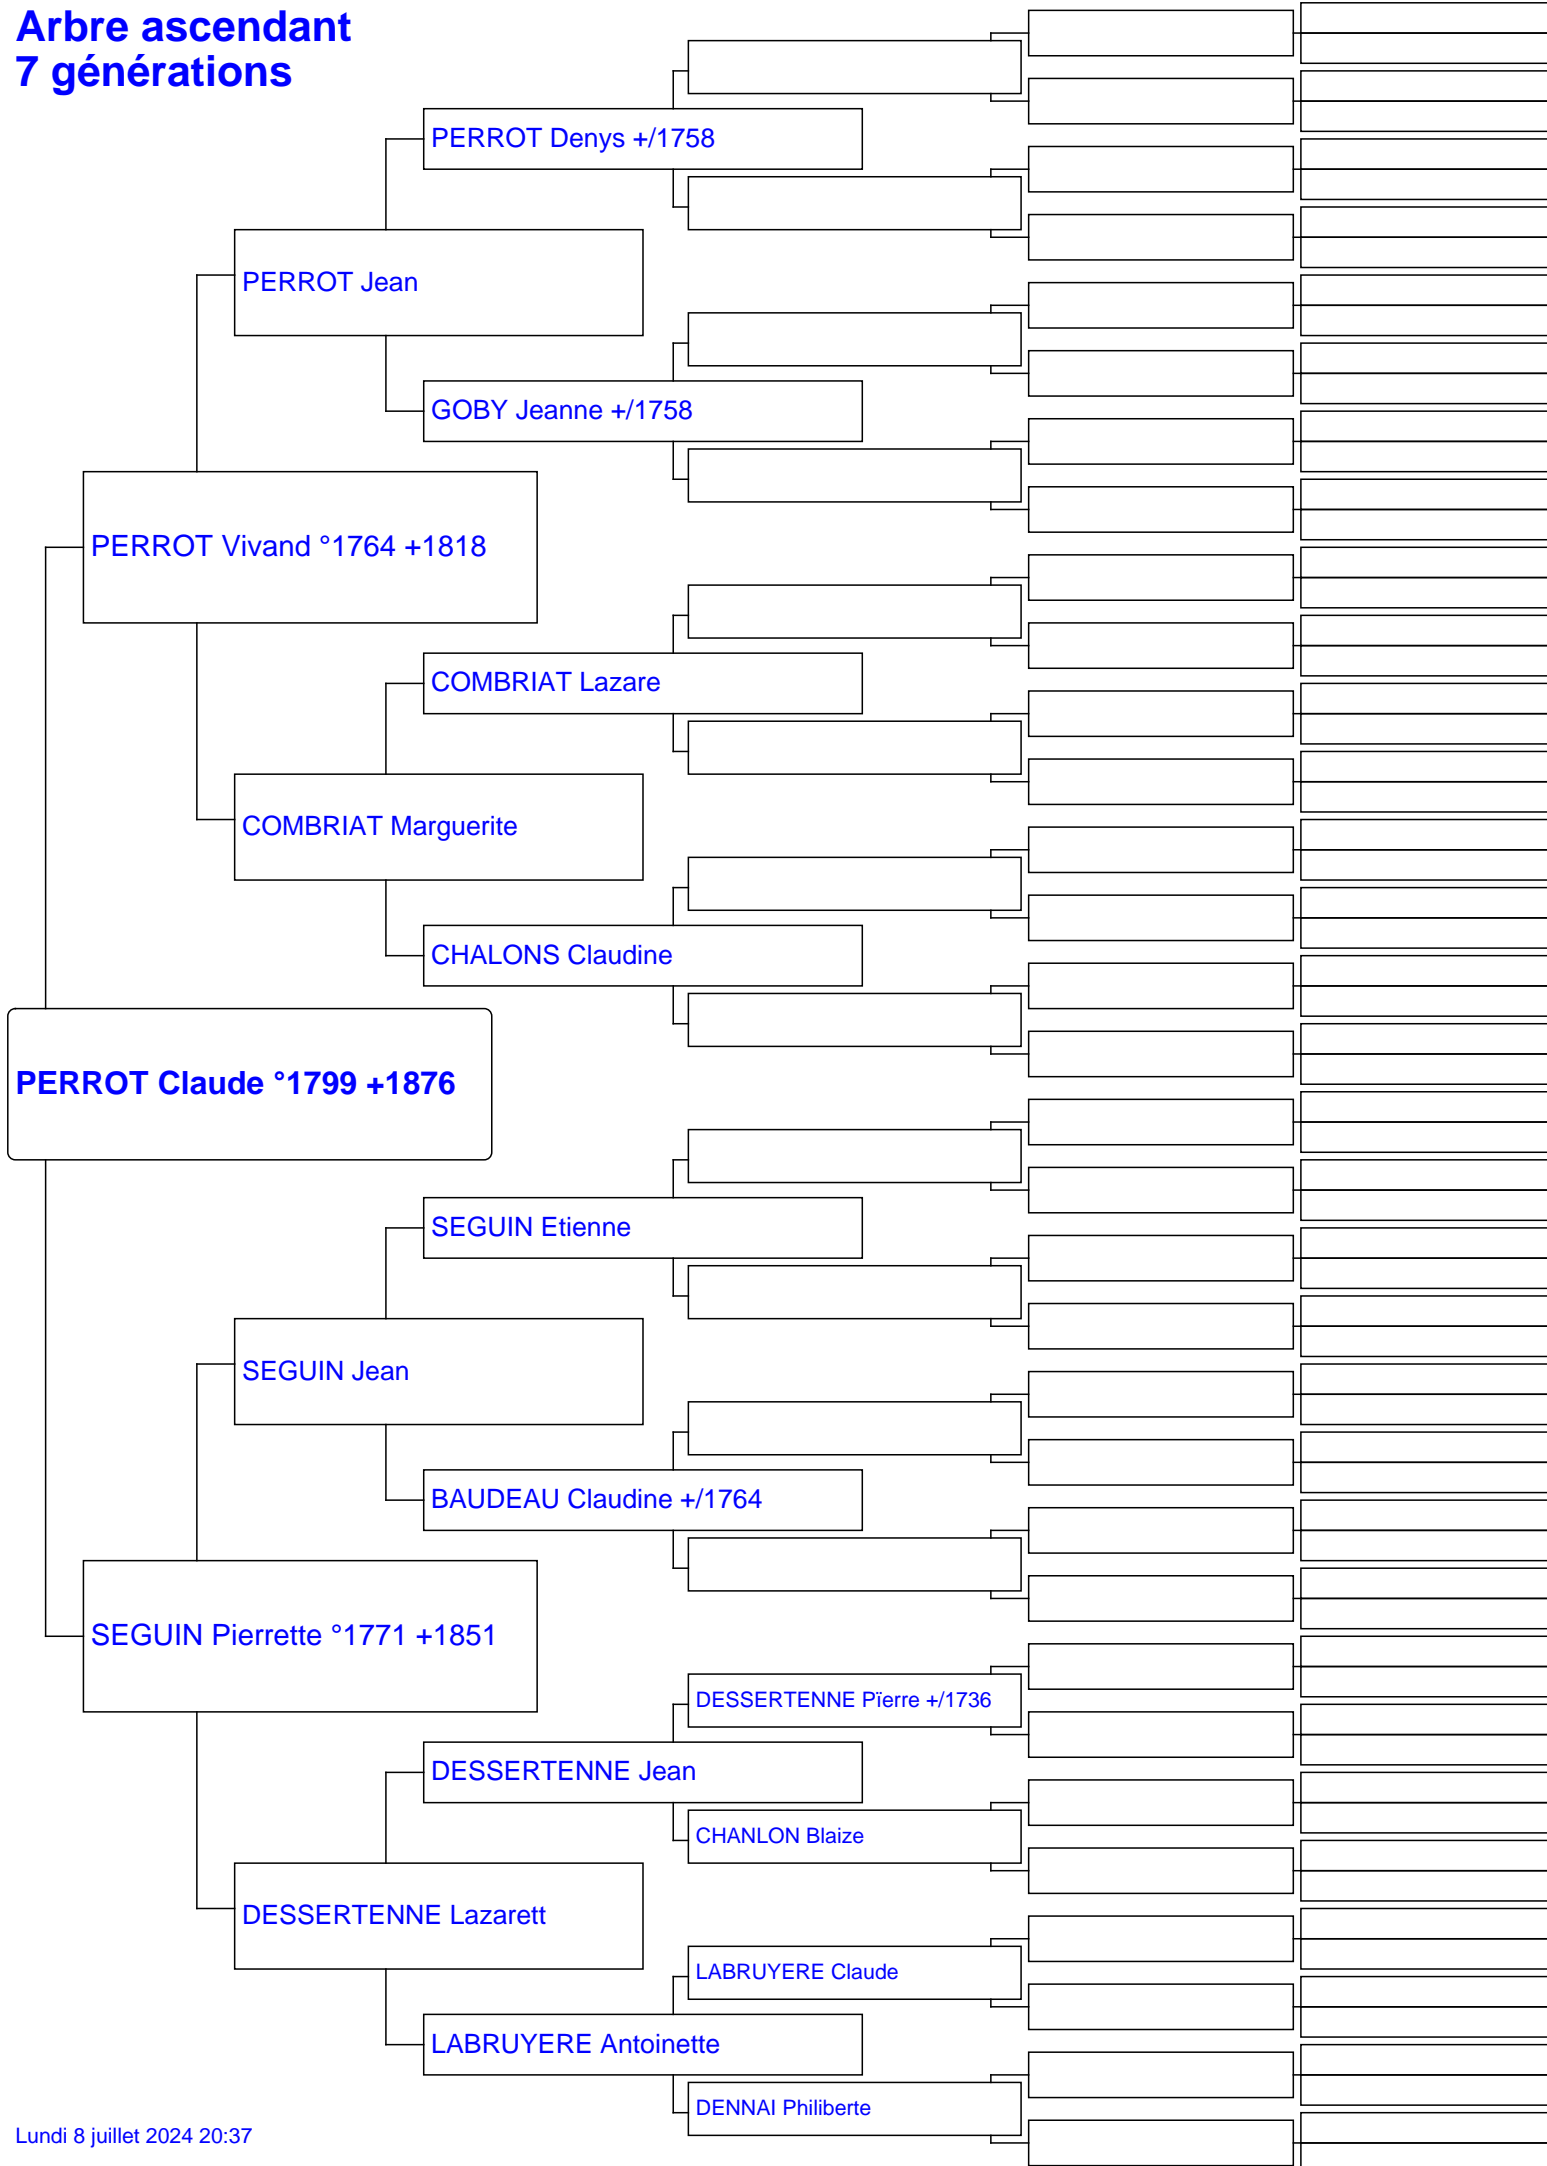 Arbre ascendant
7 générations
PERROT Denys +/1758
PERROT Jean
GOBY Jeanne +/1758
PERROT Vivand °1764 +1818
COMBRIAT Lazare
COMBRIAT Marguerite
CHALONS Claudine
PERROT Claude °1799 +1876
SEGUIN Etienne
SEGUIN Jean
BAUDEAU Claudine +/1764
SEGUIN Pierrette °1771 +1851
DESSERTENNE Pïerre +/1736
DESSERTENNE Jean
CHANLON Blaize
DESSERTENNE Lazarett
LABRUYERE Claude
LABRUYERE Antoinette
DENNAI Philiberte
Lundi 8 juillet 2024 20:37